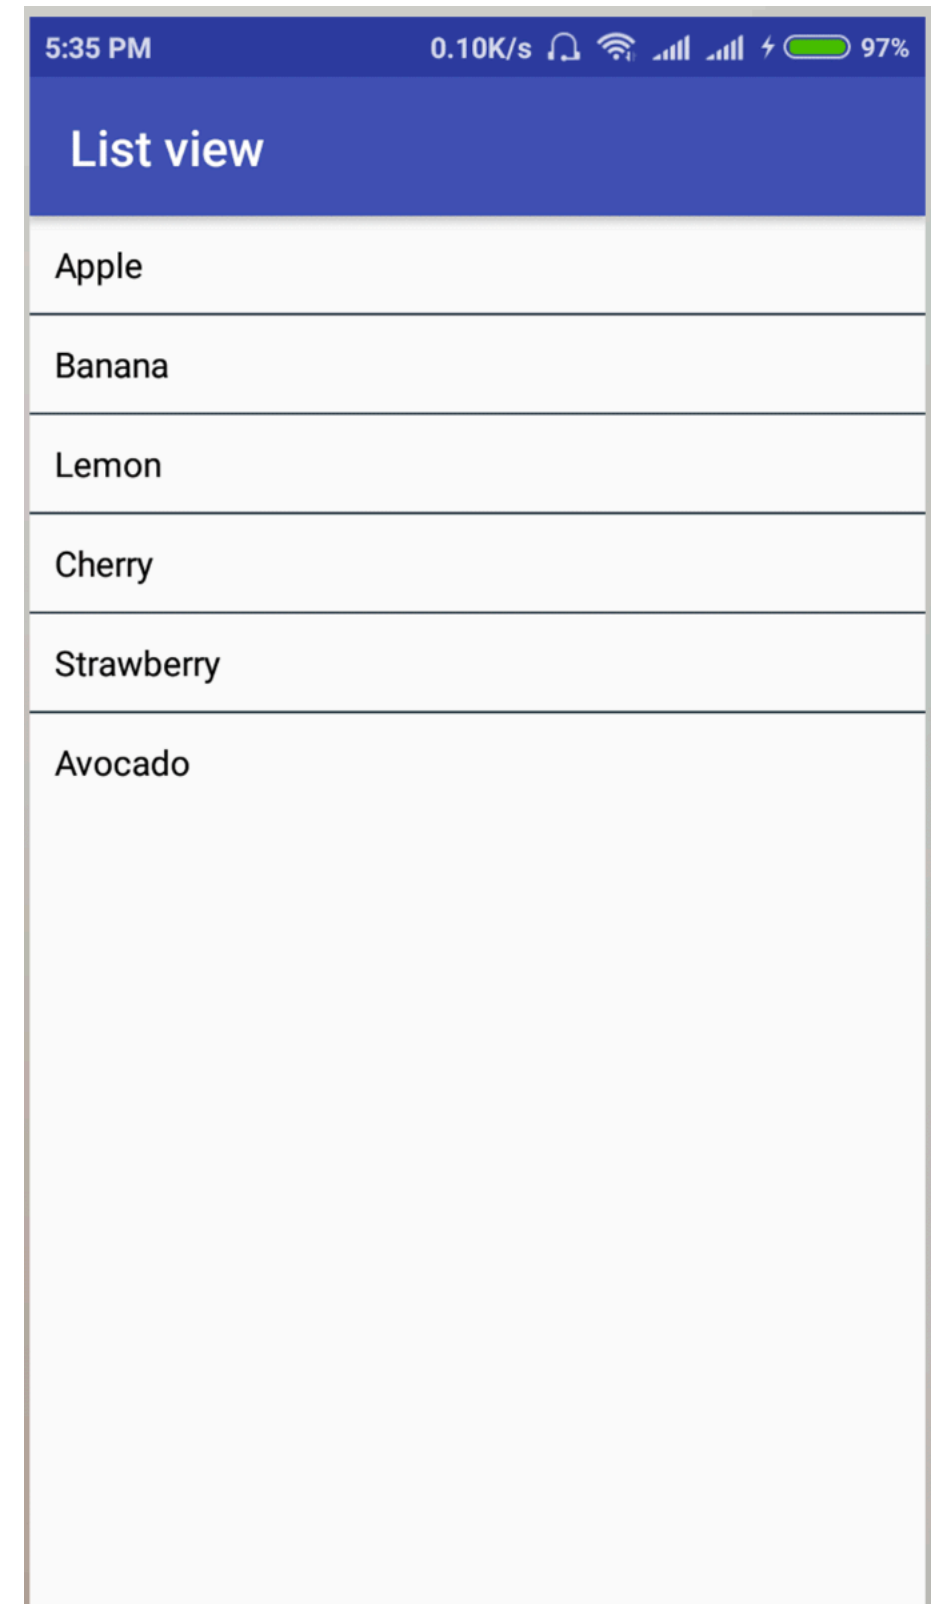 5:35 PM 0.10K/s 97%
List view
Apple
Banana
Lemon
Cherry
Strawberry
Avocado